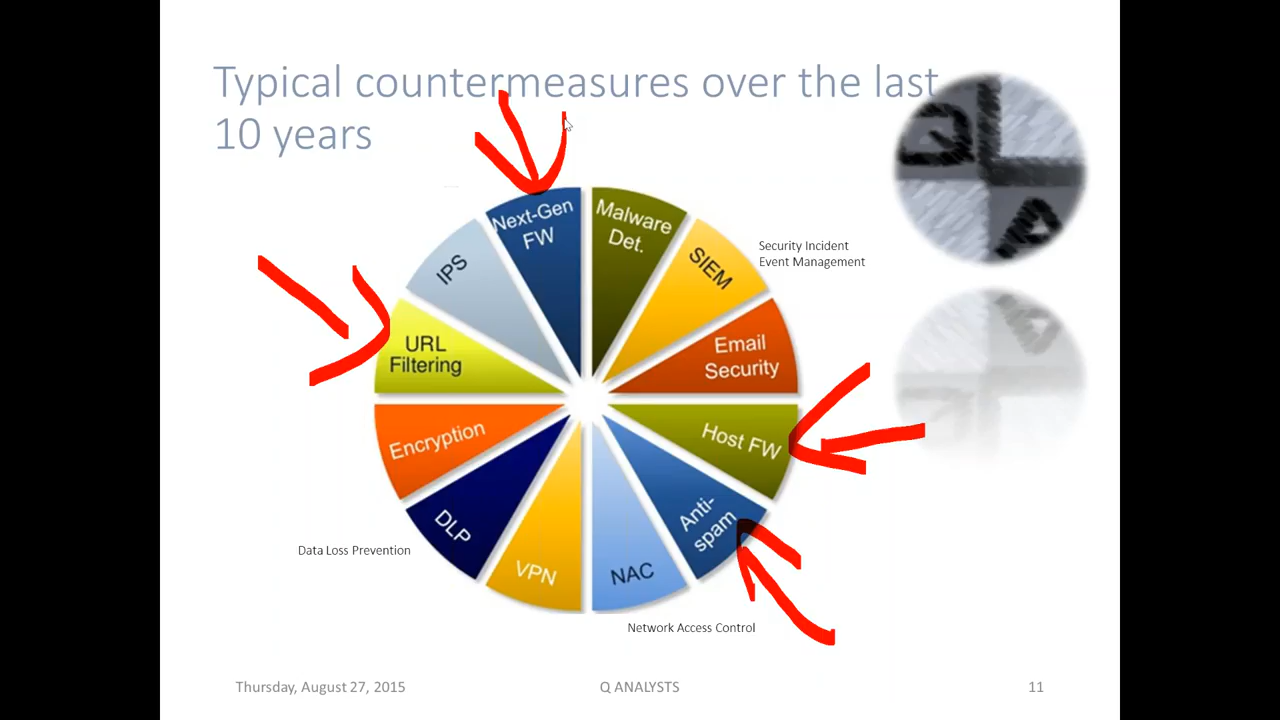 Typical countermeasures over the last
10 years
Next-Gen
FW
Malware
Det.
SIEM
Security Incident
Event Management
Email
Security
Host FW
Anti-
spam
NAC
Network Access Control
VPN
DLP
Data Loss Prevention
Encryption
URL
Filtering
IPS
Q
A
Thursday, August 27, 2015
Q ANALYSTS
11